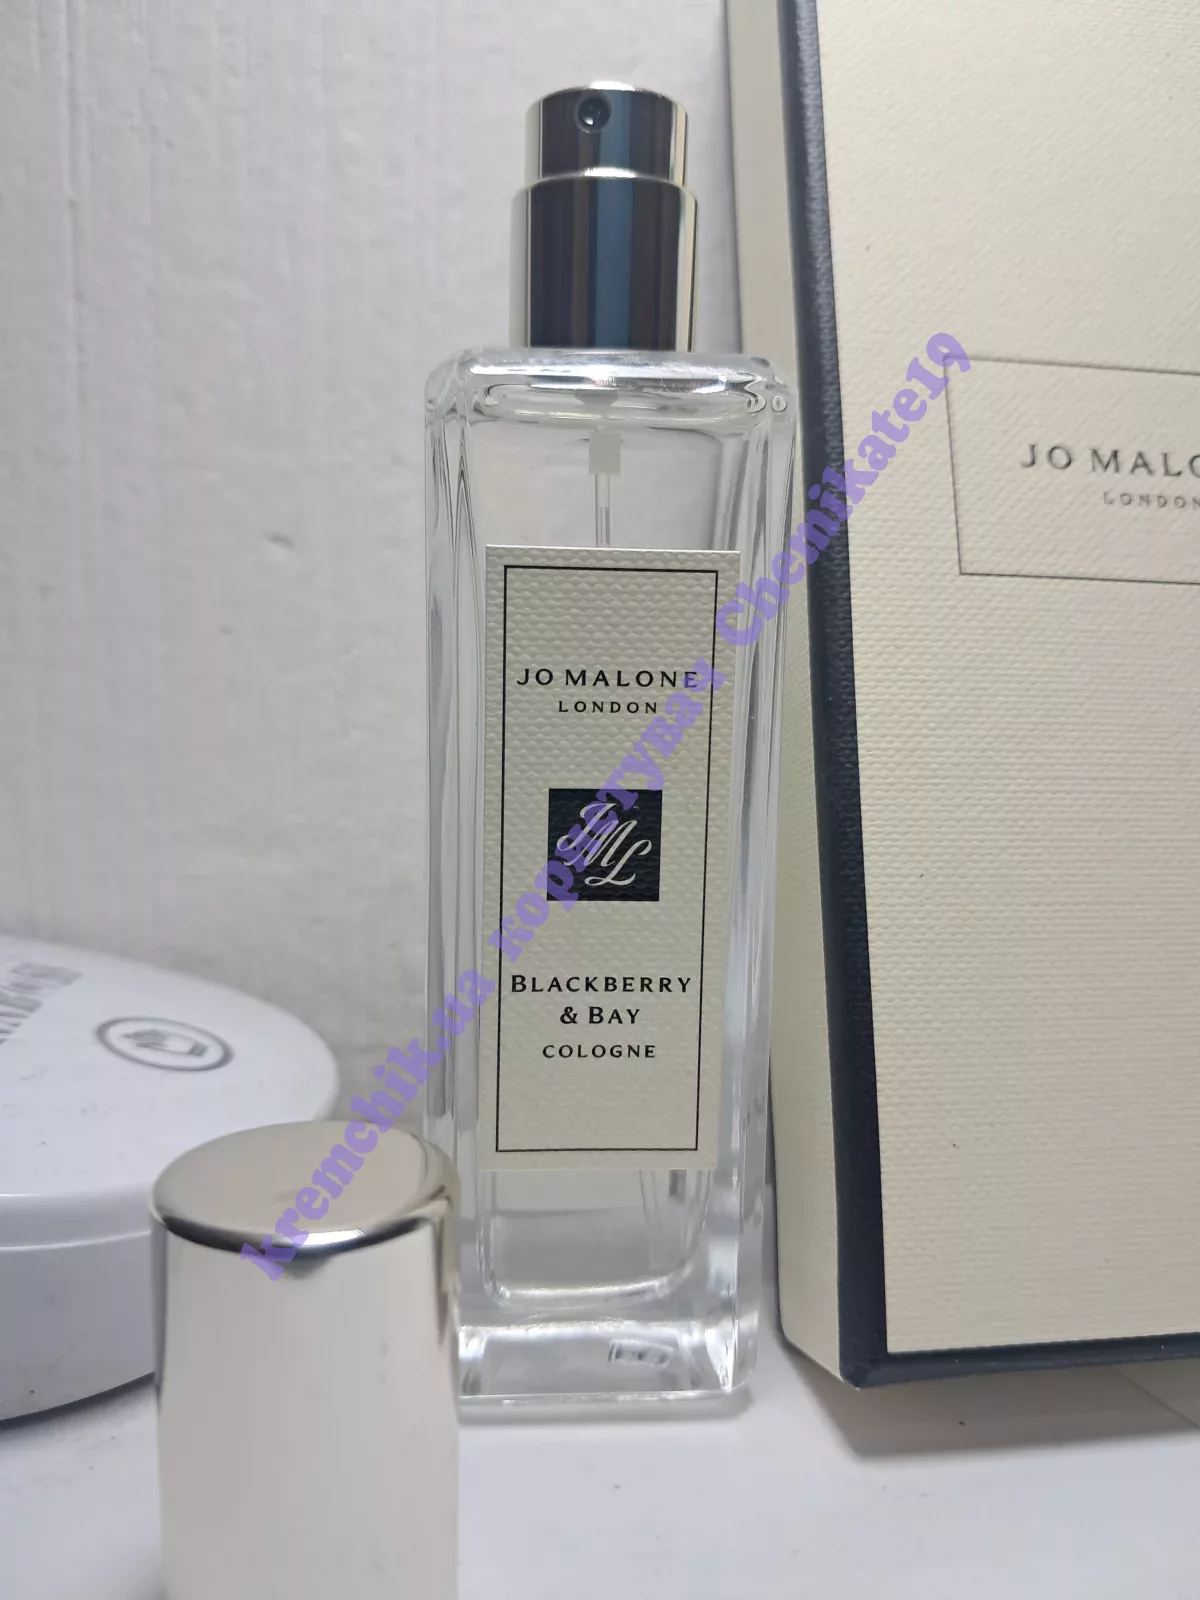 JO MALONE
LONDON
JML
BLACKBERRY
& BAY
COLOGNE
JO MALO
LONDON
kremchik.ua користувач Chemikate19